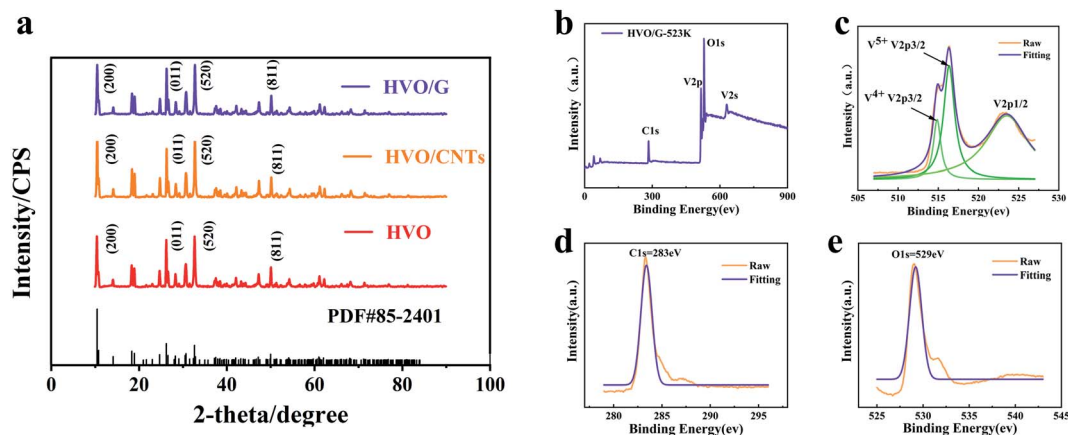 a
Intensity/CPS
(200)
(011)
(520)
(811)
HVO/G
(200)
(011)
(520)
(811)
HVO/CNTs
(200)
(011)
(520)
(811)
HVO
PDF#85-2401
0 20 40 60 80 100
2-theta/degree
b
Intensity (a.u.)
HVO/G-523K
O1s
V2p
V2s
C1s
0 300 600 900
Binding Energy(ev)
c
Intensity (a.u.)
V5+ V2p3/2
V4+ V2p3/2
V2p1/2
Raw
Fitting
505 510 515 520 525 530
Binding Energy(ev)
d
Intensity(a.u.)
C1s=283eV
Raw
Fitting
280 285 290 295
Binding Energy(ev)
e
Intensity(a.u.)
O1s=529eV
Raw
Fitting
525 530 535 540 545
Binding Energy(ev)